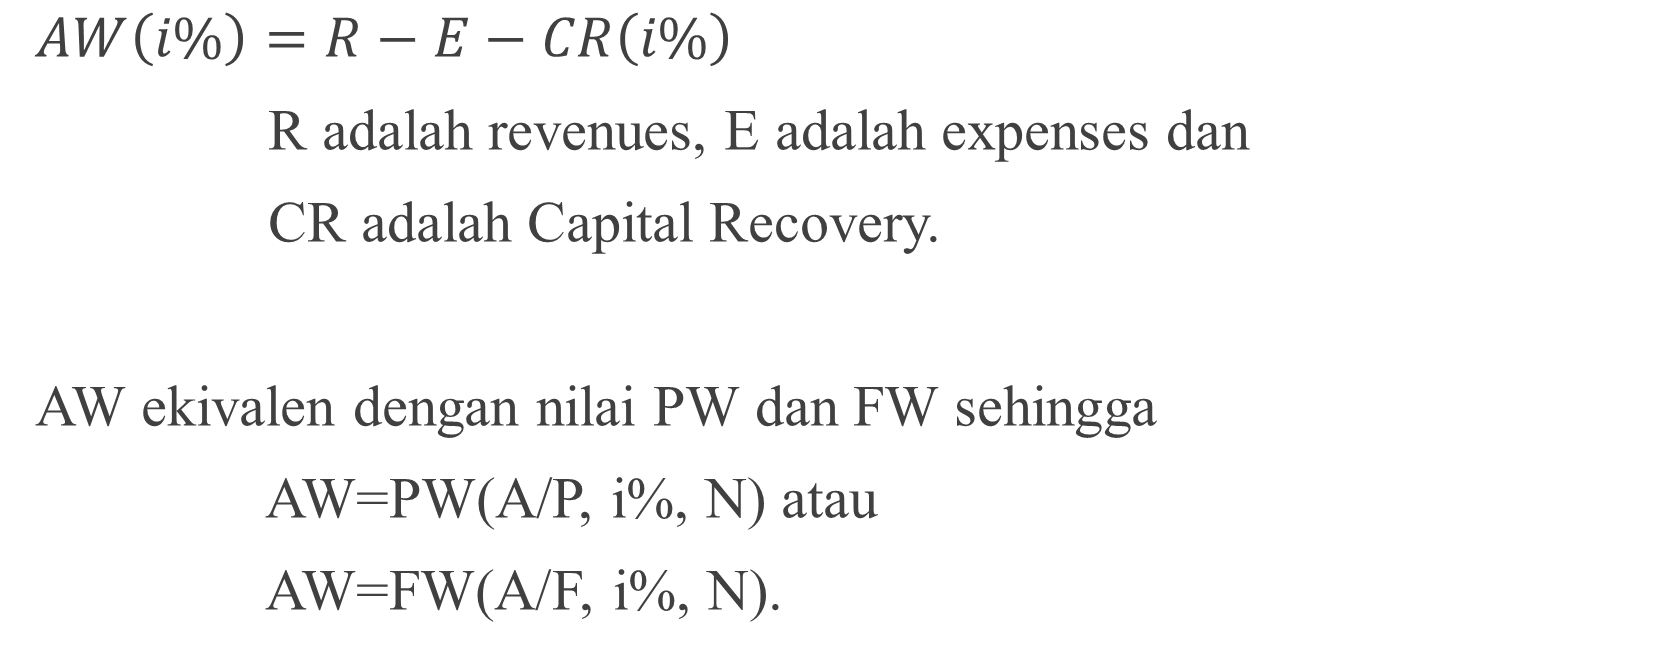 AW(i%) = R − E − CR(i%)
R adalah revenues, E adalah expenses dan
CR adalah Capital Recovery.
AW ekivalen dengan nilai PW dan FW sehingga
AW=PW(A/P, i%, N) atau
AW=FW(A/F, i%, N).